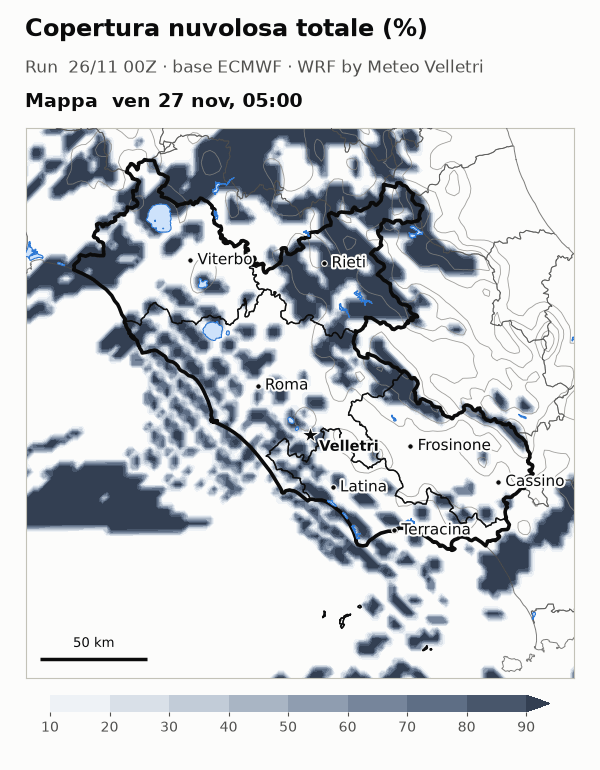 Copertura nuvolosa totale (%)
Run 26/11 00Z · base ECMWF · WRF by Meteo Velletri
Mappa ven 27 nov, 05:00
Viterbo
Rieti
Roma
Velletri
Frosinone
Latina
Cassino
Terracina
50 km
10 20 30 40 50 60 70 80 90